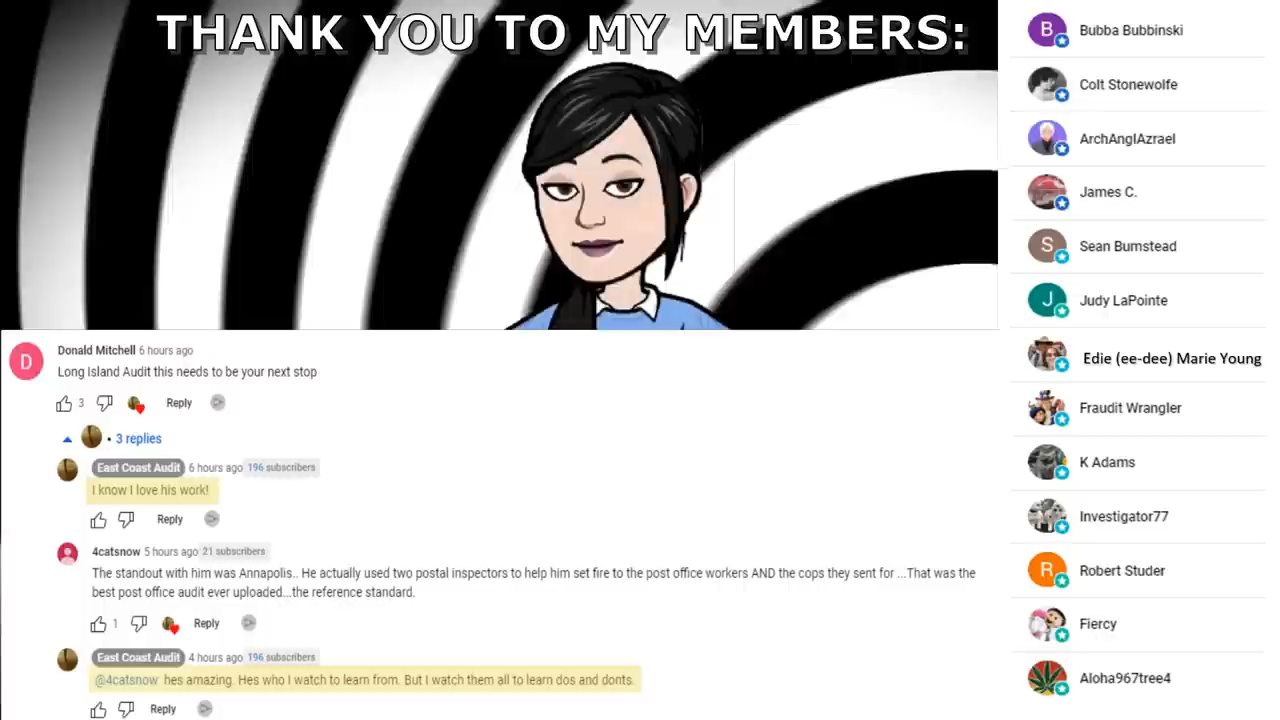 THANK YOU TO MY MEMBERS:
Donald Mitchell 6 hours ago
Long Island Audit this needs to be your next stop
3 Reply
3 replies
East Coast Audit 6 hours ago 196 subscribers
I know I love his work!
Reply
4catsnow 5 hours ago 21 subscribers
The standout with him was Annapolis.. He actually used two postal inspectors to help him set fire to the post office workers AND the cops they sent for ...That was the
best post office audit ever uploaded...the reference standard.
1 Reply
East Coast Audit 4 hours ago 196 subscribers
@4catsnow hes amazing. Hes who I watch to learn from. But I watch them all to learn dos and donts.
Reply
D
B
Bubba Bubbinski
Colt Stonewolfe
ArchAnglAzrael
James C.
S
Sean Bumstead
J
Judy LaPointe
Edie (ee-dee) Marie Young
Fraudit Wrangler
K Adams
Investigator77
R
Robert Studer
Fiercy
Aloha967tree4